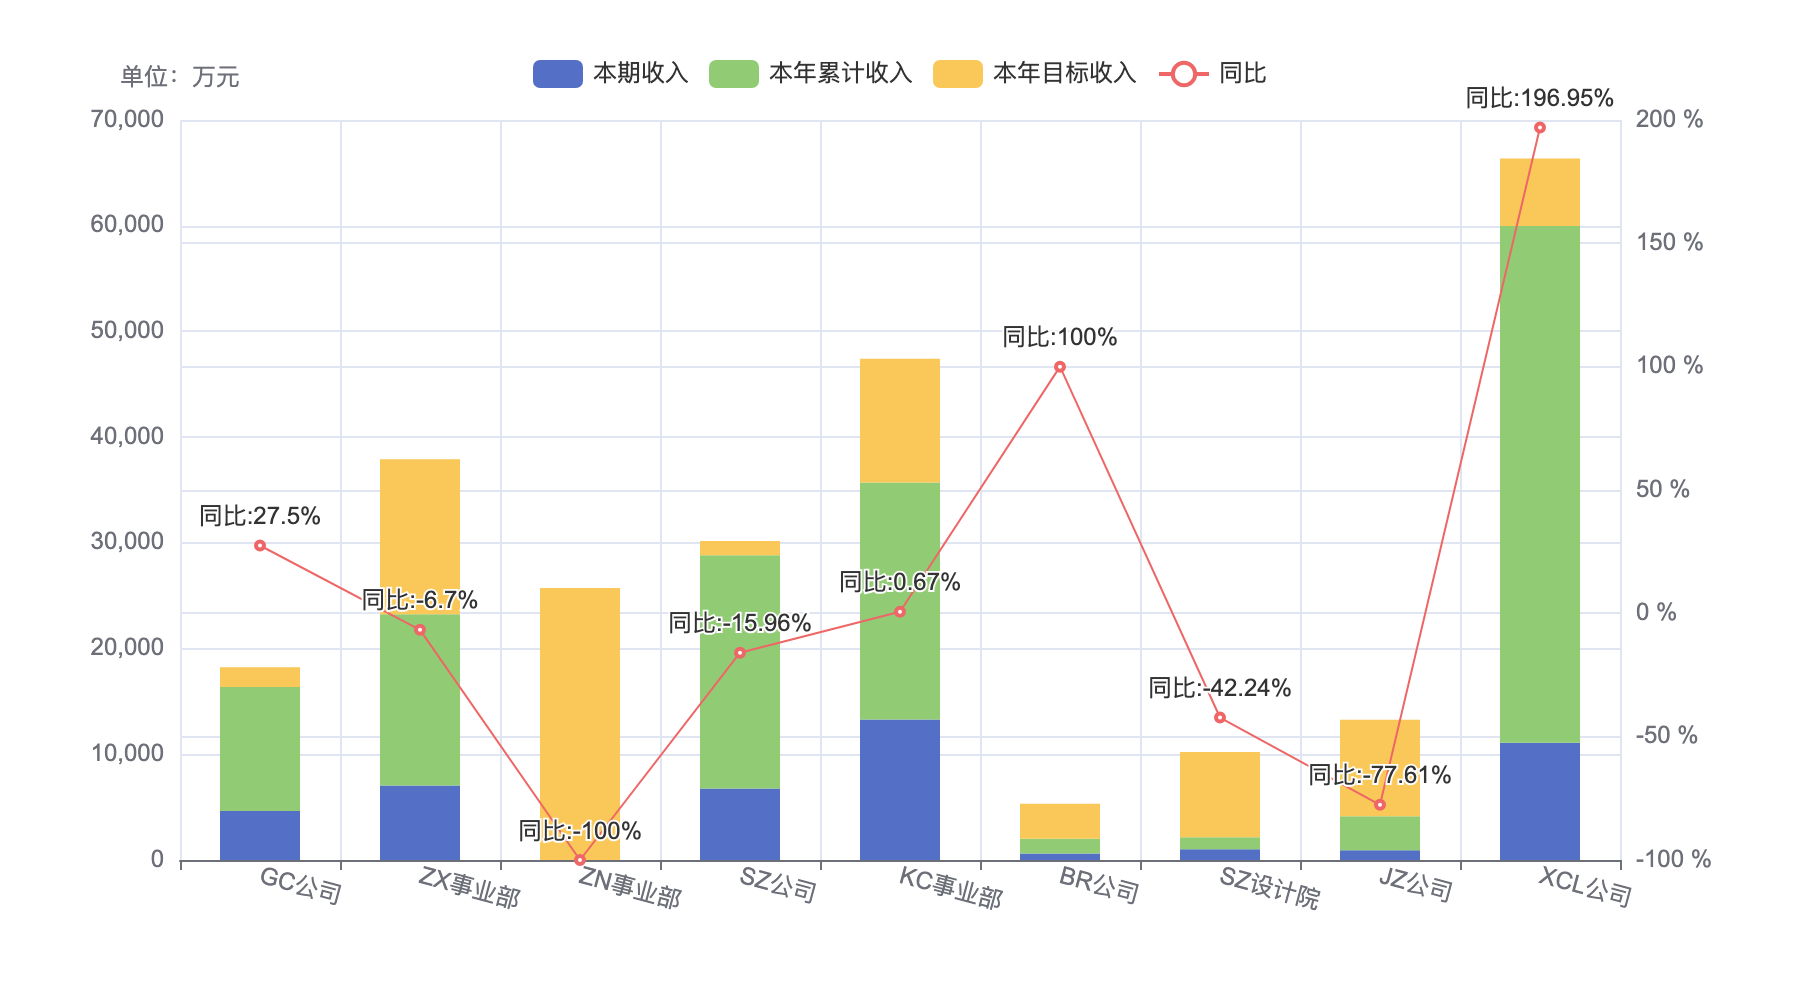 单位：万元
本期收入 本年累计收入 本年目标收入 同比
同比:196.95%
70,000 200 %
60,000
150 %
50,000
同比:100%
100 %
40,000
50 %
同比:27.5%
30,000
同比:0.67%
同比:-6.7%
0 %
同比:-15.96%
20,000
同比:-42.24%
-50 %
10,000
同比:-77.61%
同比:-100%
0 -100 %
GC公司 ZX事业部 ZN事业部 SZ公司 KC事业部 BR公司 SZ设计院 JZ公司 XCL公司